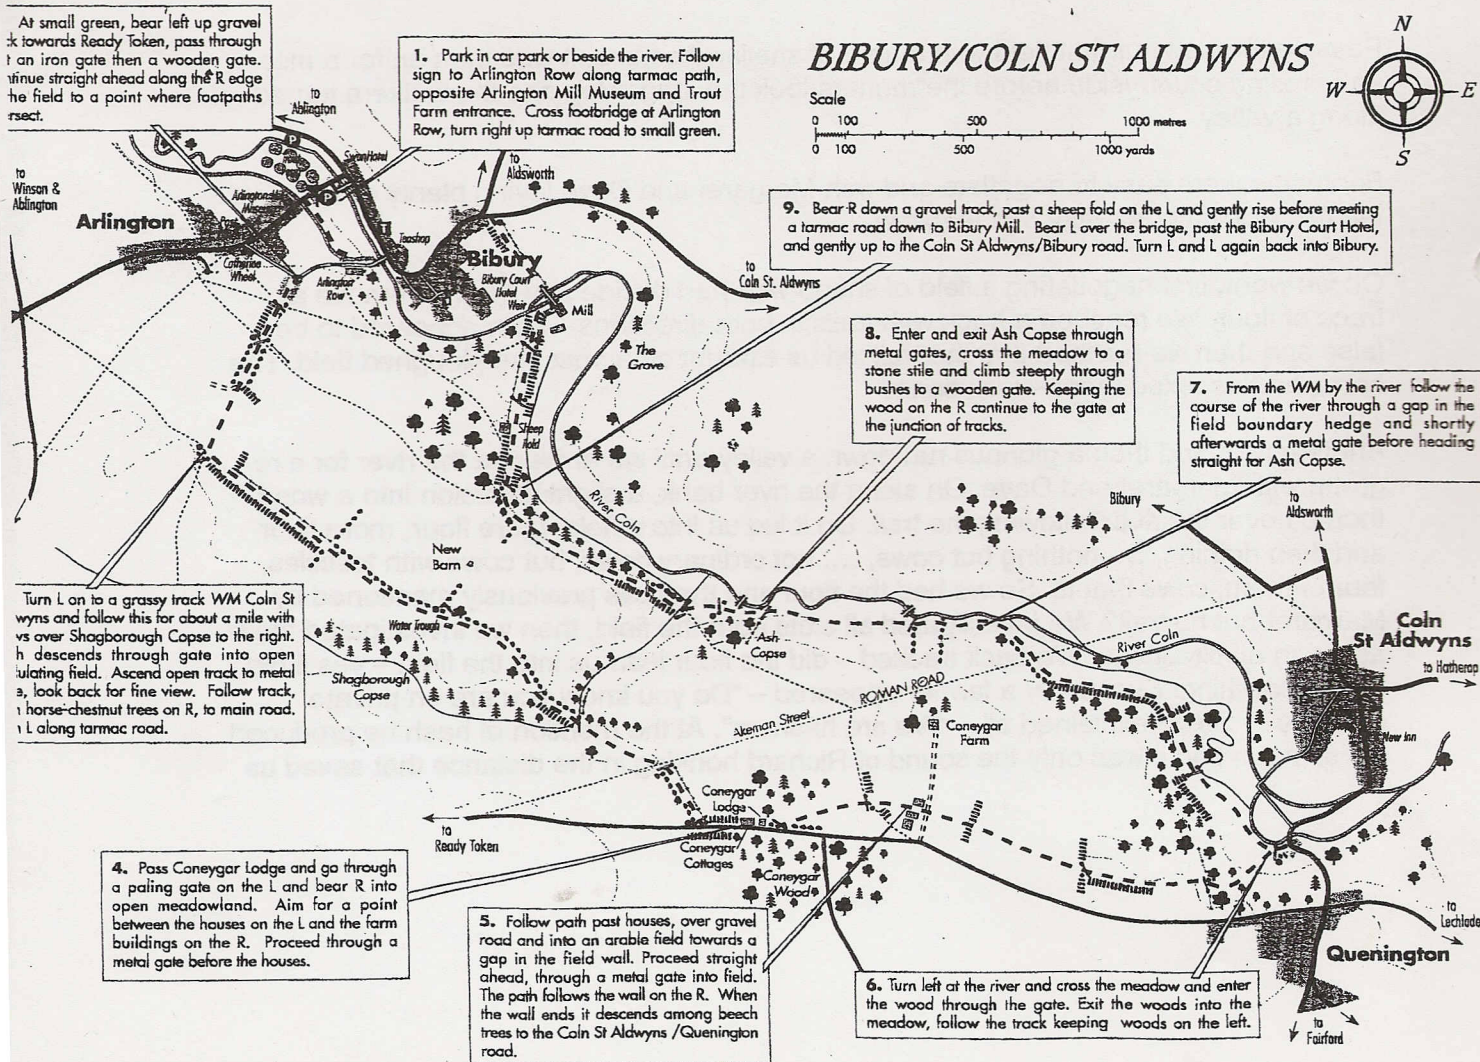 At small green, bear left up gravel
towards Ready Token, pass through
an iron gate then a wooden gate.
straight ahead along the R edge
the field to a point where footpaths
1. Park in car park or beside the river. Follow
sign to Arlington Row along tarmac path,
opposite Arlington Mill Museum and Trout
Farm entrance. Cross footbridge at Arlington
Row, turn right up tarmac road to small green.
BIBURY/COLN ST ALDWYNS
Scale
0 100 500 1000 metres
0 100 500 1000 yards
N
W E
S
to
Ablington
P
Swan Hotel
to
Aldsworth
to
Winson &
Ablington
Arlington Mill
Museum
P
Arlington
Post
Teashop
Catherine
Wheel
Arlington
Row
Bibury
Bibury Court
Hotel
Weir
Mill
to
Coln St. Aldwyns
9. Bear R down a gravel track, past a sheep fold on the L and gently rise before meeting
a tarmac road down to Bibury Mill. Bear L over the bridge, past the Bibury Court Hotel,
and gently up to the Coln St Aldwyns/Bibury road. Turn L and L again back into Bibury.
The
Grove
8. Enter and exit Ash Copse through
metal gates, cross the meadow to a
stone stile and climb steeply through
bushes to a wooden gate. Keeping the
wood on the R continue to the gate at
the junction of tracks.
7. From the WM by the river follow the
course of the river through a gap in the
field boundary hedge and shortly
afterwards a metal gate before heading
straight for Ash Copse.
Sheep
Fold
River Coln
Bibury
to
Aldsworth
New
Barn
Turn L on to a grassy track WM Coln St
wyns and follow this for about a mile with
vs over Shagborough Copse to the right.
descends through gate into open
ulating field. Ascend open track to metal
look back for fine view. Follow track,
horse-chestnut trees on R, to main road.
L along tarmac road.
Water Trough
Ash
Copse
River Coln
Coln
St Aldwyns
to Hatherop
Shagborough
Copse
Akeman Street ROMAN ROAD
Coneygar
Farm
New Inn
to
Ready Token
Coneygar
Lodge
Coneygar
Cottages
Coneygar
Wood
4. Pass Coneygar Lodge and go through
a paling gate on the L and bear R into
open meadowland. Aim for a point
between the houses on the L and the farm
buildings on the R. Proceed through a
metal gate before the houses.
5. Follow path past houses, over gravel
road and into an arable field towards a
gap in the field wall. Proceed straight
ahead, through a metal gate into field.
The path follows the wall on the R. When
the wall ends it descends among beech
trees to the Coln St Aldwyns /Quenington
road.
6. Turn left at the river and cross the meadow and enter
the wood through the gate. Exit the woods into the
meadow, follow the track keeping woods on the left.
to
Lechlade
Quenington
to
Fairford